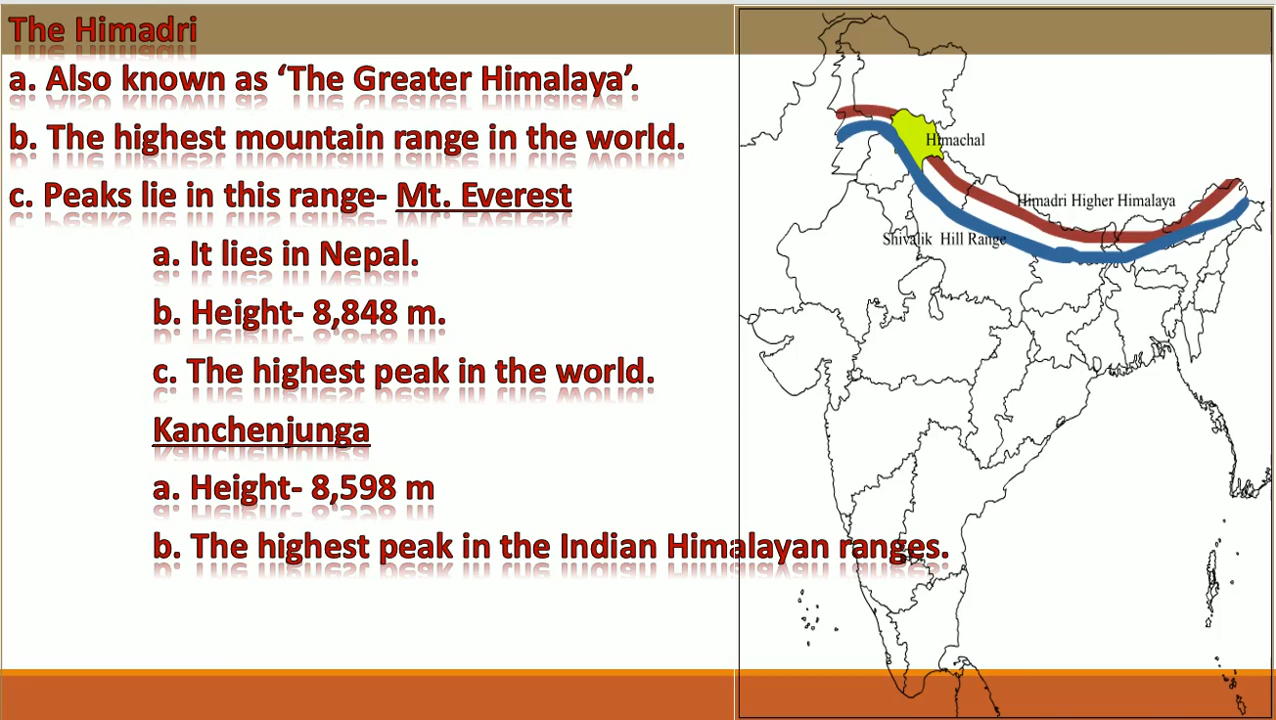 The Himadri
a. Also known as ‘The Greater Himalaya’.
b. The highest mountain range in the world.
c. Peaks lie in this range- Mt. Everest
a. It lies in Nepal.
b. Height- 8,848 m.
c. The highest peak in the world.
Kanchenjunga
a. Height- 8,598 m
b. The highest peak in the Indian Himalayan ranges.
Himachal
Himadri Higher Himalaya
Shivalik Hill Range